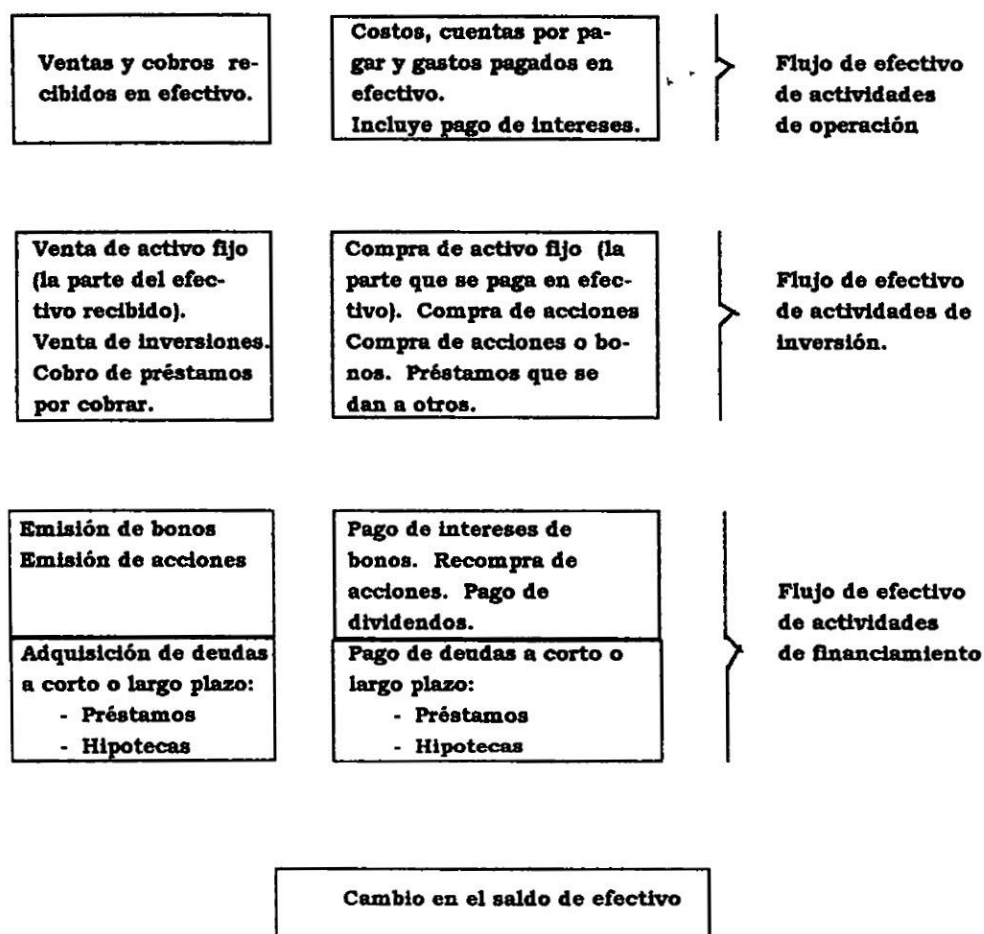 Ventas y cobros re-
cibidos en efectivo.
Costos, cuentas por pa-
gar y gastos pagados en
efectivo.
Incluye pago de intereses.
Flujo de efectivo
de actividades
de operación
Venta de activo fijo
(la parte del efec-
tivo recibido).
Venta de inversiones.
Cobro de préstamos
por cobrar.
Compra de activo fijo (la
parte que se paga en efec-
tivo). Compra de acciones
Compra de acciones o bo-
nos. Préstamos que se
dan a otros.
Flujo de efectivo
de actividades de
inversión.
Emisión de bonos
Emisión de acciones
Pago de intereses de
bonos. Recompra de
acciones. Pago de
dividendos.
Adquisición de deudas
a corto o largo plazo:
- Préstamos
- Hipotecas
Pago de deudas a corto o
largo plazo:
- Préstamos
- Hipotecas
Flujo de efectivo
de actividades
de financiamiento
Cambio en el saldo de efectivo